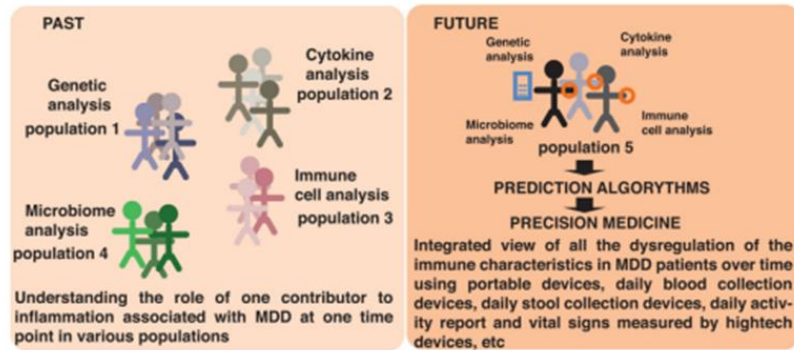 PAST
Genetic
analysis
population 1
Cytokine
analysis
population 2
Immune
cell analysis
population 3
Microbiome
analysis
population 4
Understanding the role of one contributor to
inflammation associated with MDD at one time
point in various populations
FUTURE
Genetic
analysis
Cytokine
analysis
Microbiome
analysis
Immune
cell analysis
population 5
PREDICTION ALGORYTHMS
PRECISION MEDICINE
Integrated view of all the dysregulation of the
immune characteristics in MDD patients over time
using portable devices, daily blood collection
devices, daily stool collection devices, daily activ-
ity report and vital signs measured by hightech
devices, etc